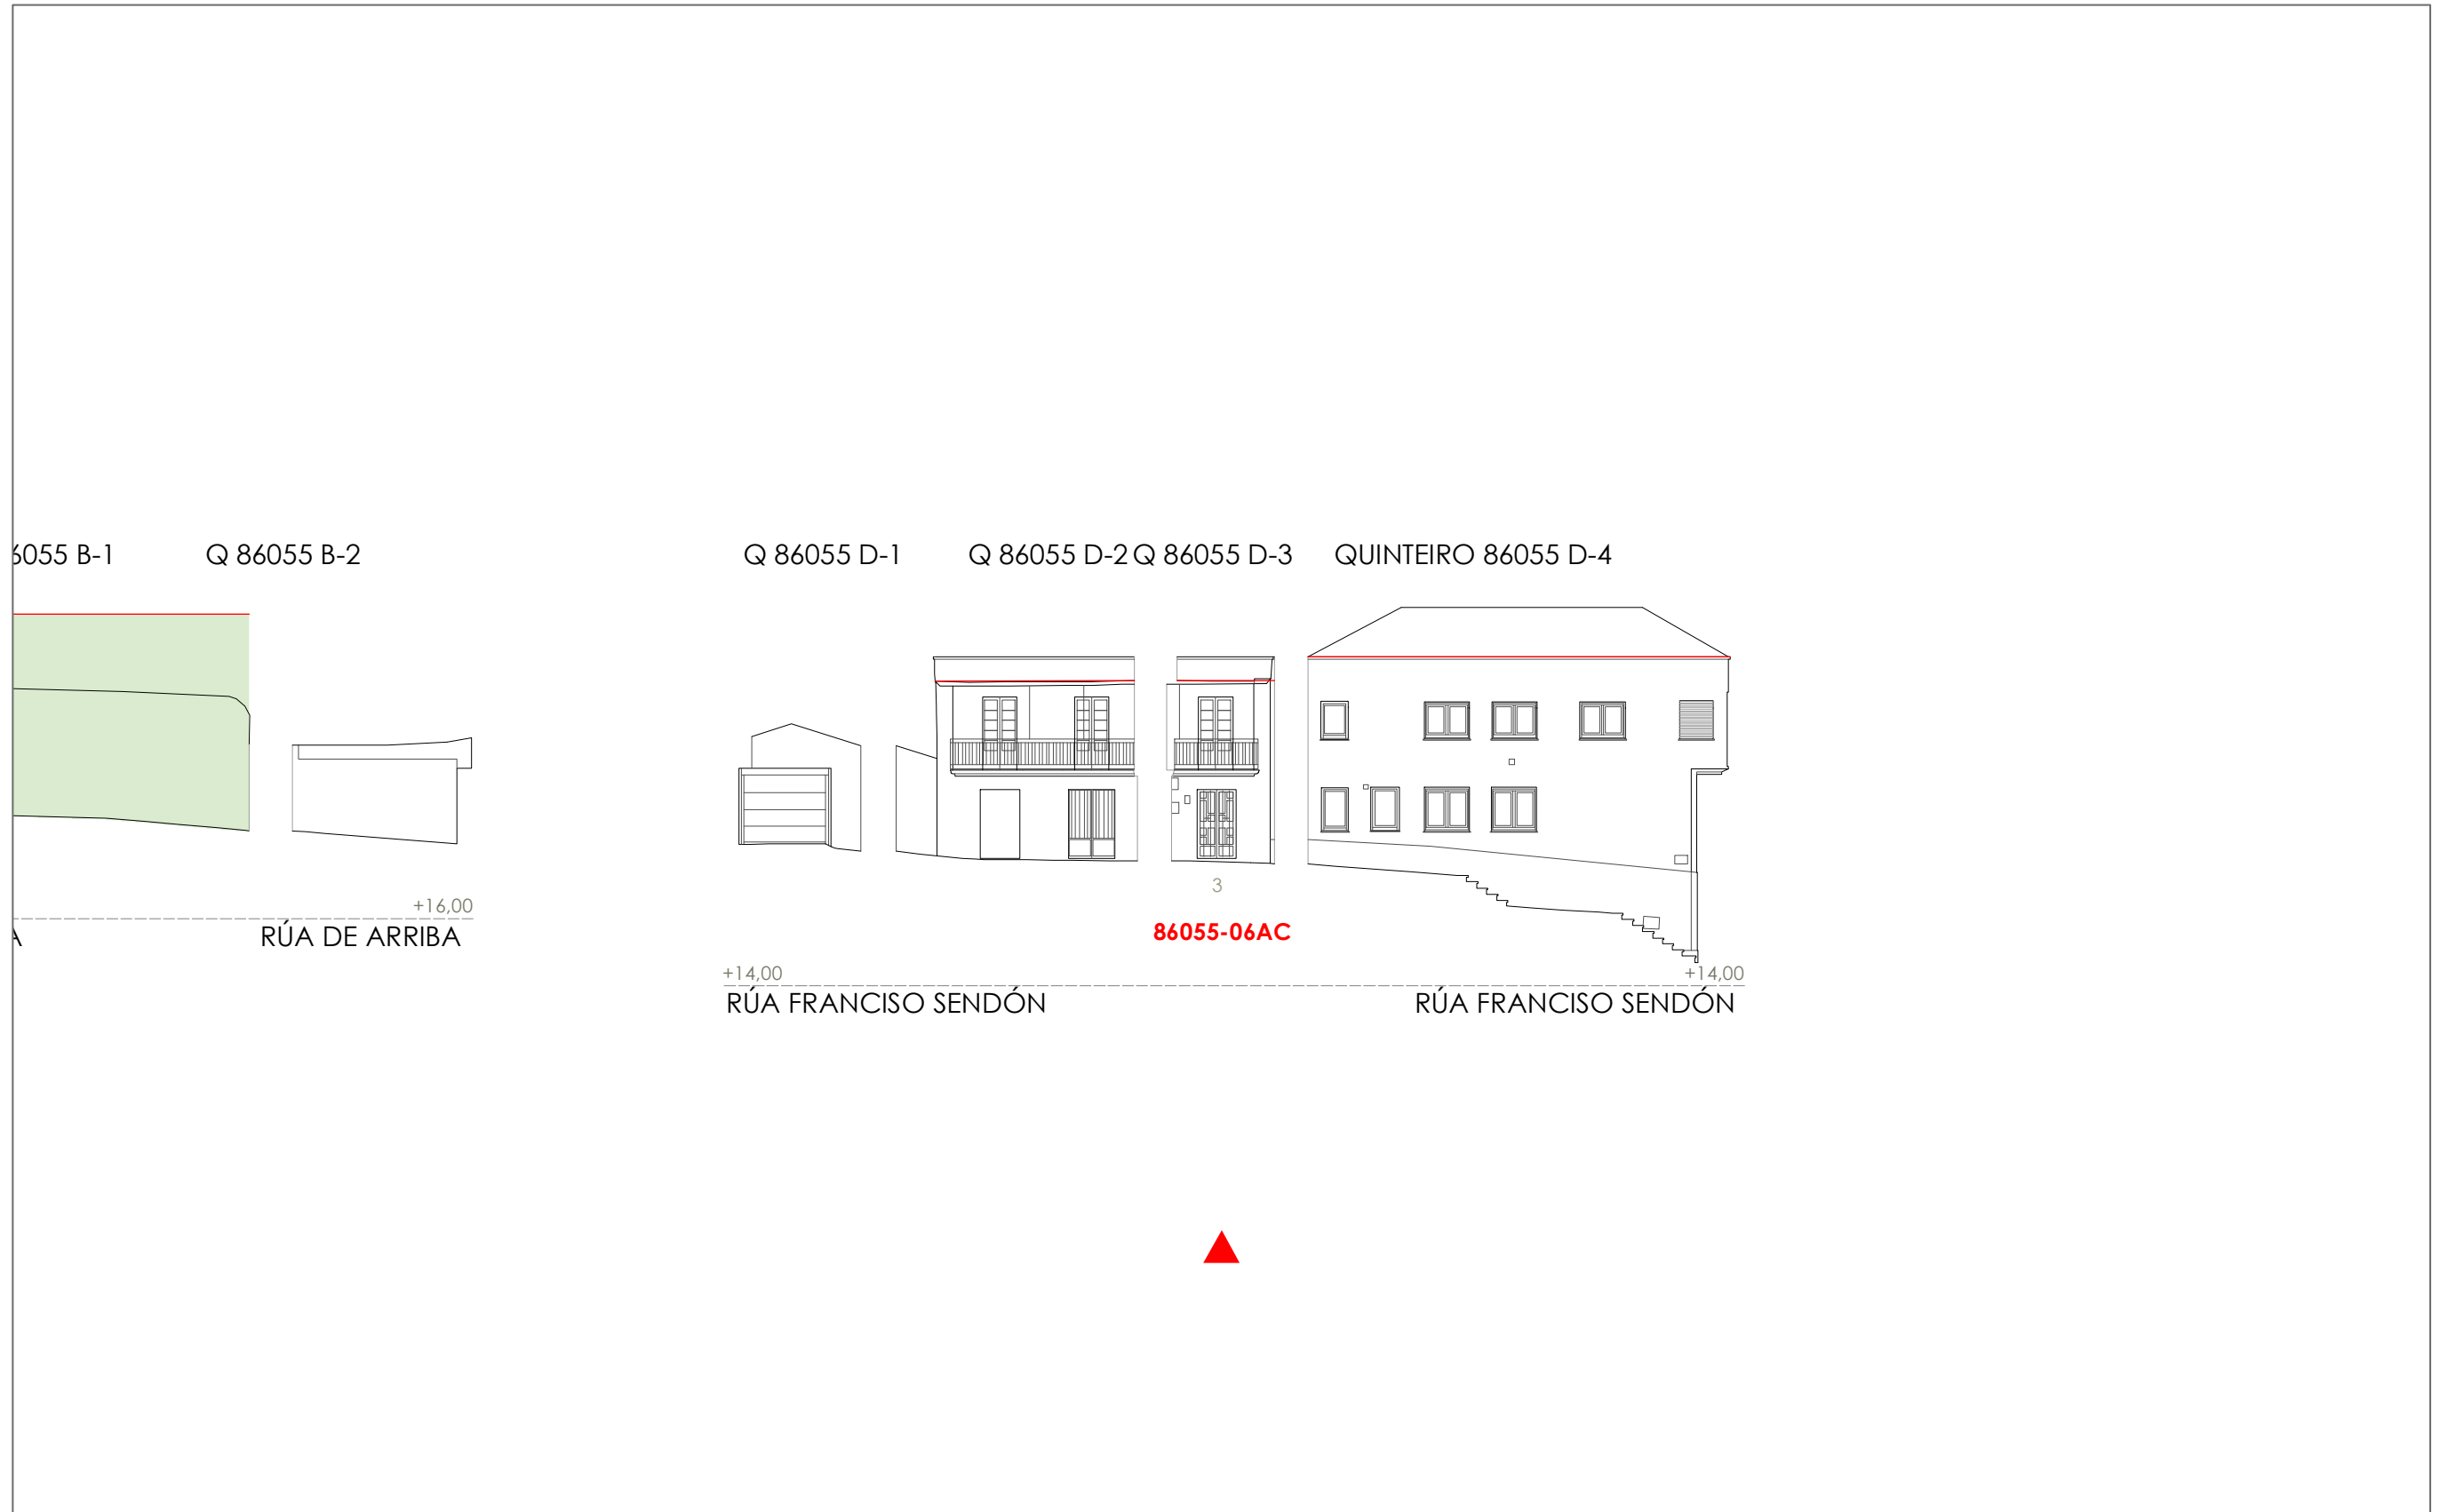 6055 B-1
Q 86055 B-2
Q 86055 D-1
Q 86055 D-2
Q 86055 D-3
QUINTEIRO 86055 D-4
3
+16,00
A
RÚA DE ARRIBA
86055-06AC
+14,00
+14,00
RÚA FRANCISO SENDÓN
RÚA FRANCISO SENDÓN